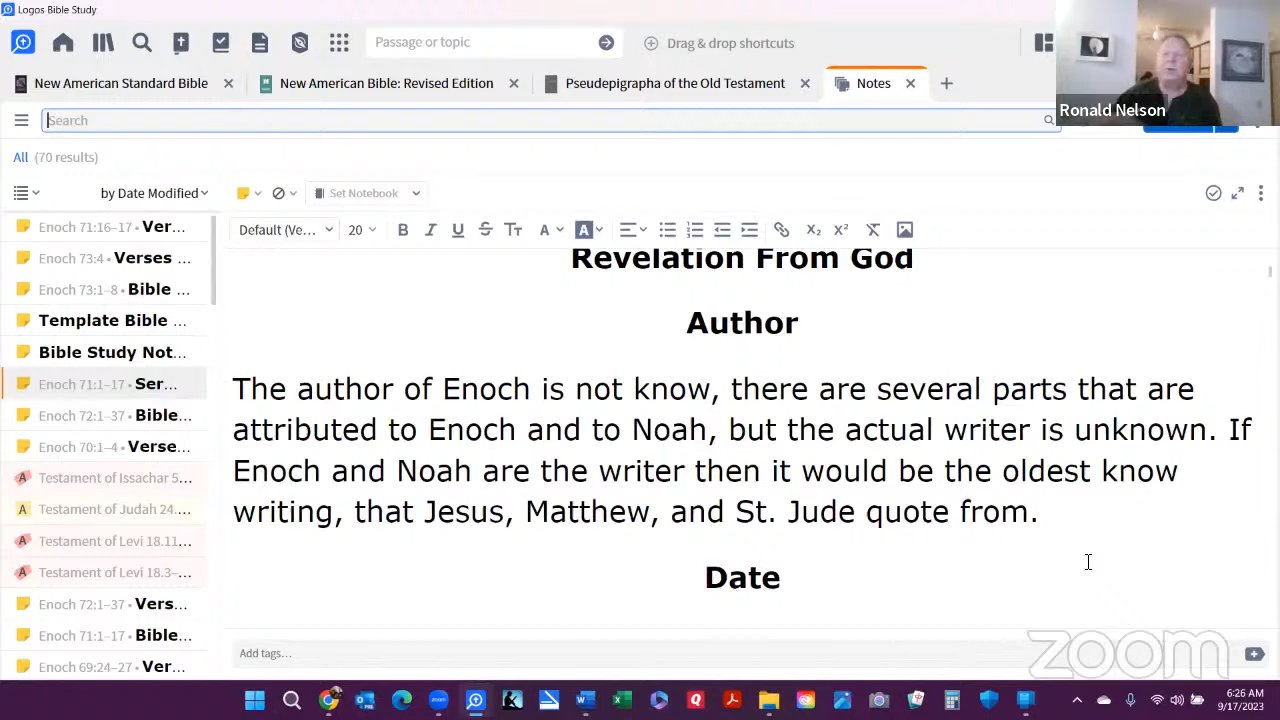 Logos Bible Study
Passage or topic
Drag & drop shortcuts
New American Standard Bible
New American Bible: Revised Edition
Pseudepigrapha of the Old Testament
Notes
Ronald Nelson
Search
All (70 results)
by Date Modified
Set Notebook
Default (Ve... 20 B I U S Tt A A X₂ X²
Enoch 71:16–17 • Ver...
Enoch 73:4 • Verses ...
Enoch 73:1–8 • Bible ...
Template Bible ...
Bible Study Not...
Enoch 71:1–17 • Ser...
Enoch 72:1–37 • Bible...
Enoch 70:1–4 • Verse...
Testament of Issachar 5...
Testament of Judah 24....
Testament of Levi 18.11...
Testament of Levi 18.3–...
Enoch 72:1–37 • Vers...
Enoch 71:1–17 • Bible...
Enoch 69:24–27 • Ver...
Revelation From God
Author
The author of Enoch is not know, there are several parts that are
attributed to Enoch and to Noah, but the actual writer is unknown. If
Enoch and Noah are the writer then it would be the oldest know
writing, that Jesus, Matthew, and St. Jude quote from.
Date
Add tags...
zoom
6:26 AM
9/17/2023